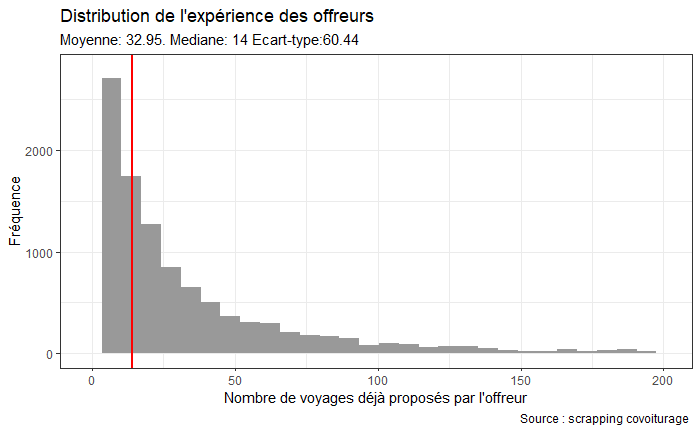 Distribution de l'expérience des offreurs
Moyenne: 32.95. Mediane: 14 Ecart-type:60.44
Fréquence
2000
1000
0
0 50 100 150 200
Nombre de voyages déjà proposés par l'offreur
Source : scrapping covoiturage